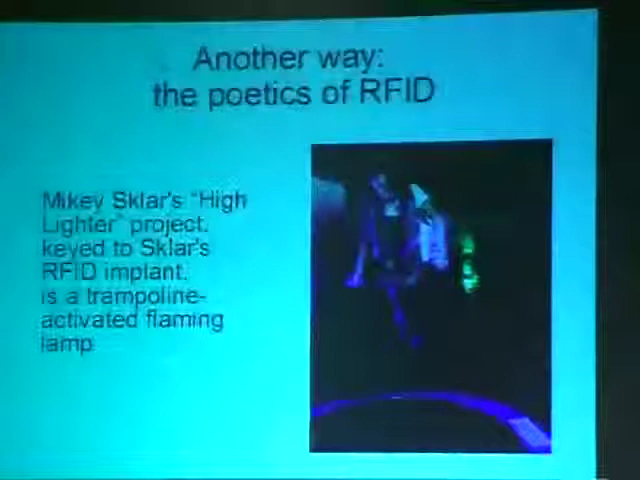 Another way:
the poetics of RFID
Mikey Sklar's "High
Lighter" project,
keyed to Sklar's
RFID implant,
is a trampoline-
activated flaming
lamp